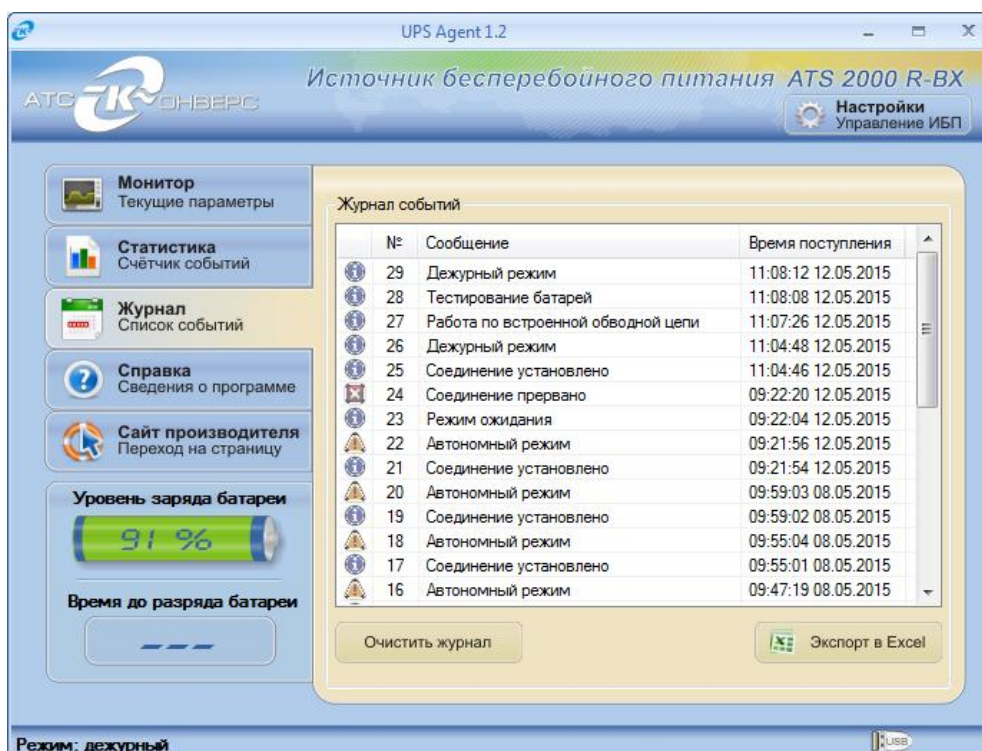 UPS Agent 1.2
АТС К ОНВЕРС
Источник бесперебойного питания ATS 2000 R-BX
Настройки
Управление ИБП
Монитор
Текущие параметры
Статистика
Счётчик событий
Журнал
Список событий
Справка
Сведения о программе
Сайт производителя
Переход на страницу
Уровень заряда батареи
91 %
Время до разряда батареи
---
Журнал событий
№ Сообщение Время поступления
29 Дежурный режим 11:08:12 12.05.2015
28 Тестирование батарей 11:08:08 12.05.2015
27 Работа по встроенной обводной цепи 11:07:26 12.05.2015
26 Дежурный режим 11:04:48 12.05.2015
25 Соединение установлено 11:04:46 12.05.2015
24 Соединение прервано 09:22:20 12.05.2015
23 Режим ожидания 09:22:04 12.05.2015
22 Автономный режим 09:21:56 12.05.2015
21 Соединение установлено 09:21:54 12.05.2015
20 Автономный режим 09:59:03 08.05.2015
19 Соединение установлено 09:59:02 08.05.2015
18 Автономный режим 09:55:04 08.05.2015
17 Соединение установлено 09:55:01 08.05.2015
16 Автономный режим 09:47:19 08.05.2015
Очистить журнал
Экспорт в Excel
Режим: дежурный
USB